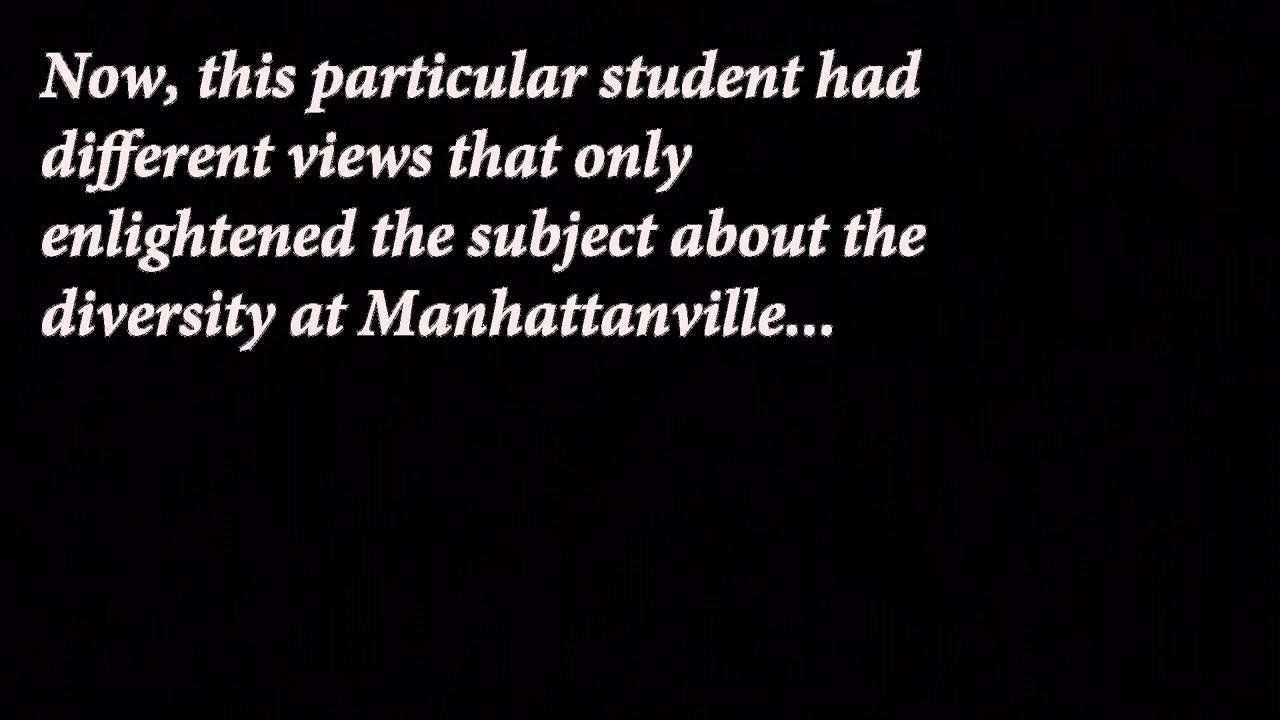 Now, this particular student had
different views that only
enlightened the subject about the
diversity at Manhattanville...